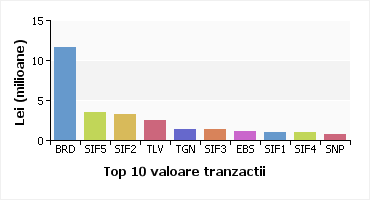 Lei (milioane)
15
10
5
0
BRD SIF5 SIF2 TLV TGN SIF3 EBS SIF1 SIF4 SNP
Top 10 valoare tranzactii